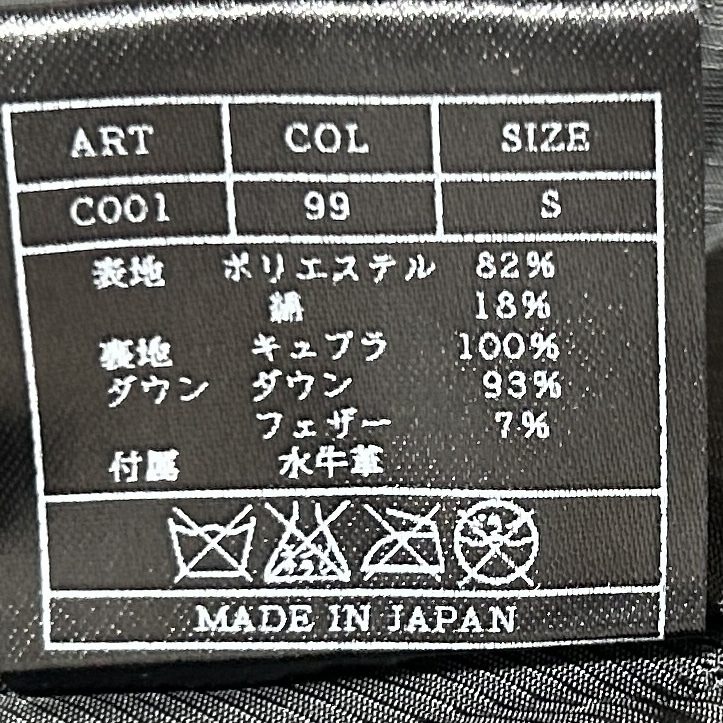 ART COL SIZE
C001 99 S
表地 ポリエステル 82%
絹 18%
裏地 キュプラ 100%
ダウン ダウン 93%
フェザー 7%
付属 水牛革
MADE IN JAPAN